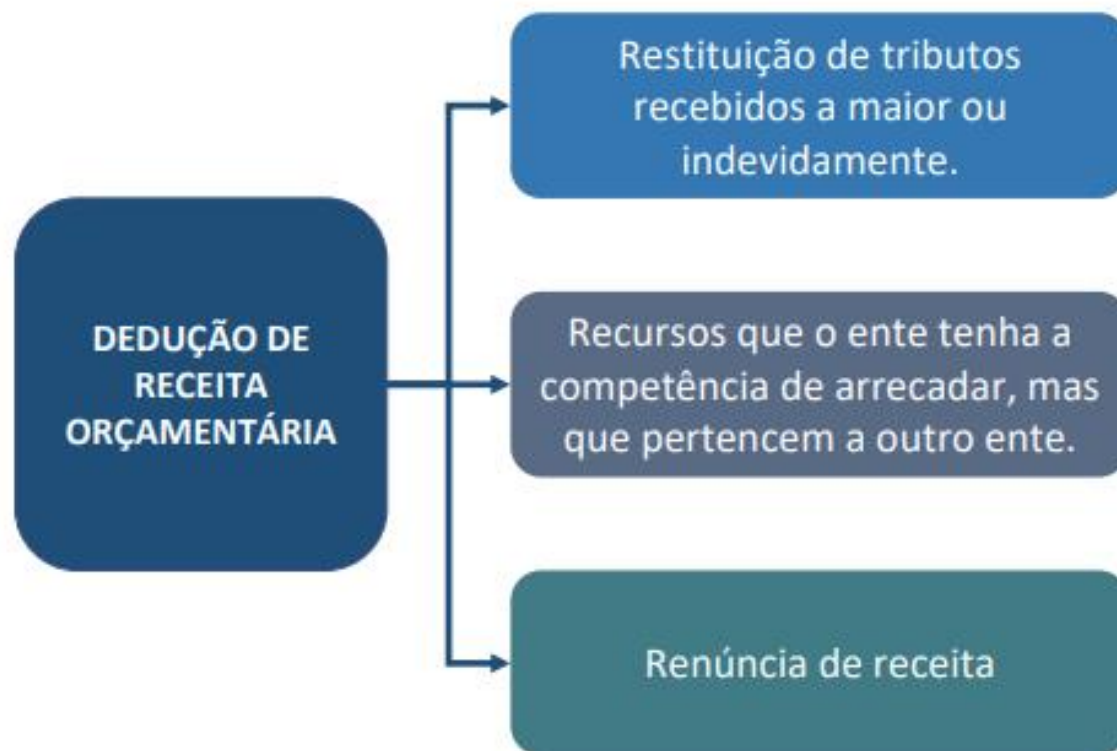 DEDUÇÃO DE
RECEITA
ORÇAMENTÁRIA
Restituição de tributos
recebidos a maior ou
indevidamente.
Recursos que o ente tenha a
competência de arrecadar, mas
que pertencem a outro ente.
Renúncia de receita